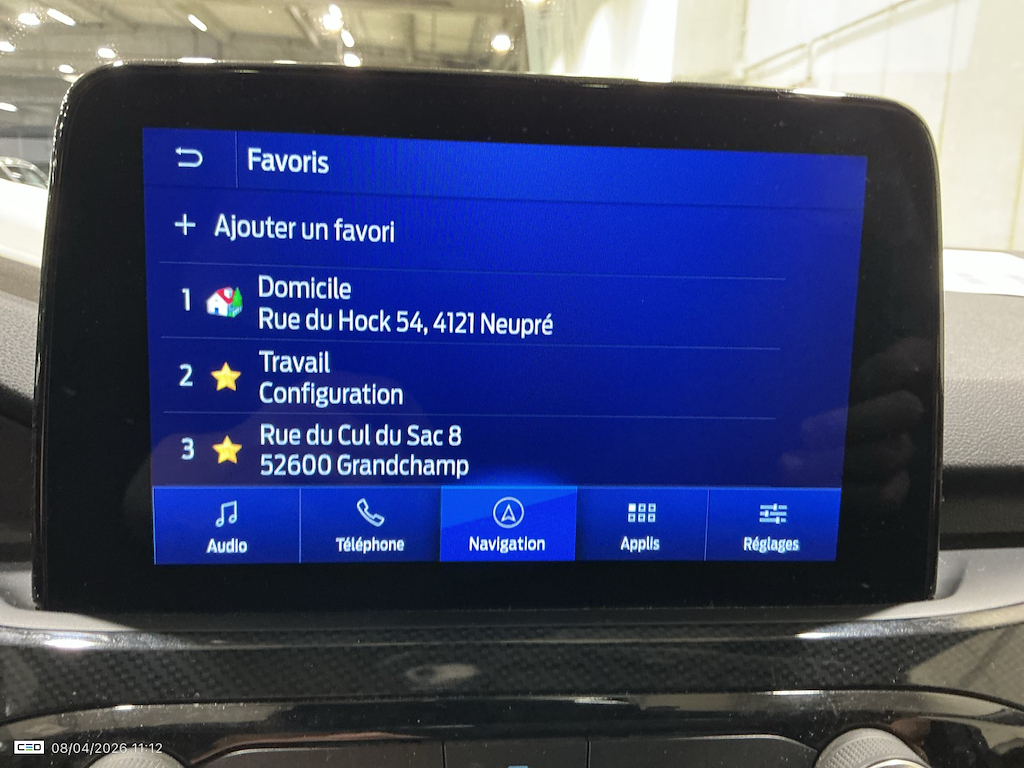 Favoris
+ Ajouter un favori
1 Domicile
Rue du Hock 54, 4121 Neupré
2 Travail
Configuration
3 Rue du Cul du Sac 8
52600 Grandchamp
Audio
Téléphone
Navigation
Applis
Réglages
CEO 08/04/2026 11:12